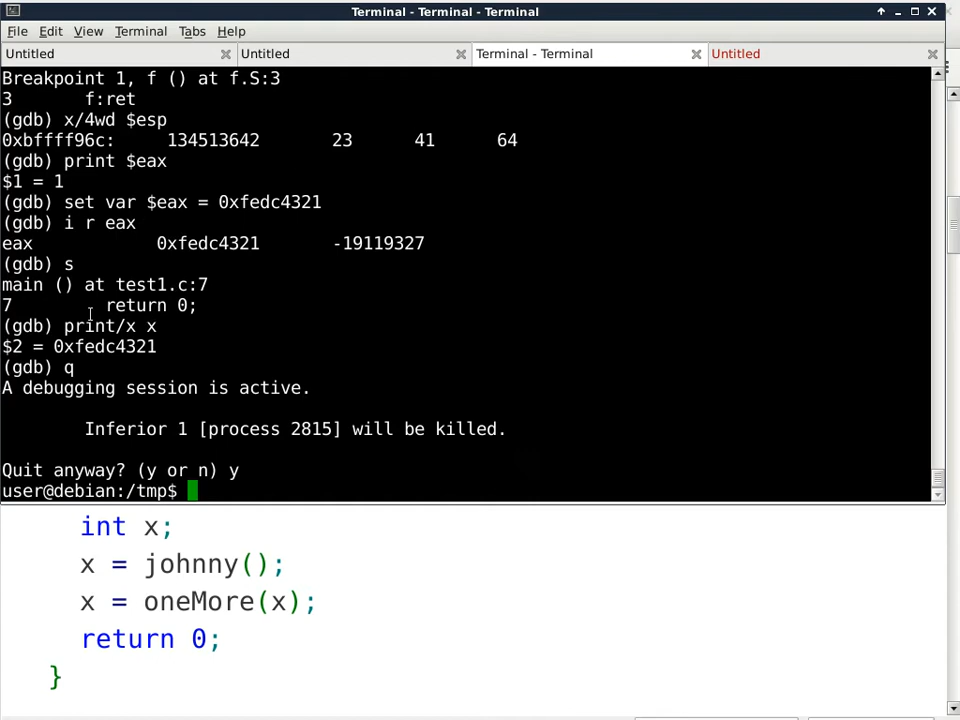 Terminal - Terminal - Terminal
File Edit View Terminal Tabs Help
Untitled Untitled Terminal - Terminal Untitled
Breakpoint 1, f () at f.S:3
3 f:ret
(gdb) x/4wd $esp
0xbffff96c: 134513642 23 41 64
(gdb) print $eax
$1 = 1
(gdb) set var $eax = 0xfedc4321
(gdb) i r eax
eax 0xfedc4321 -19119327
(gdb) s
main () at test1.c:7
7 return 0;
(gdb) print/x x
$2 = 0xfedc4321
(gdb) q
A debugging session is active.
Inferior 1 [process 2815] will be killed.
Quit anyway? (y or n) y
user@debian:/tmp$
int x;
x = johnny();
x = oneMore(x);
return 0;
}